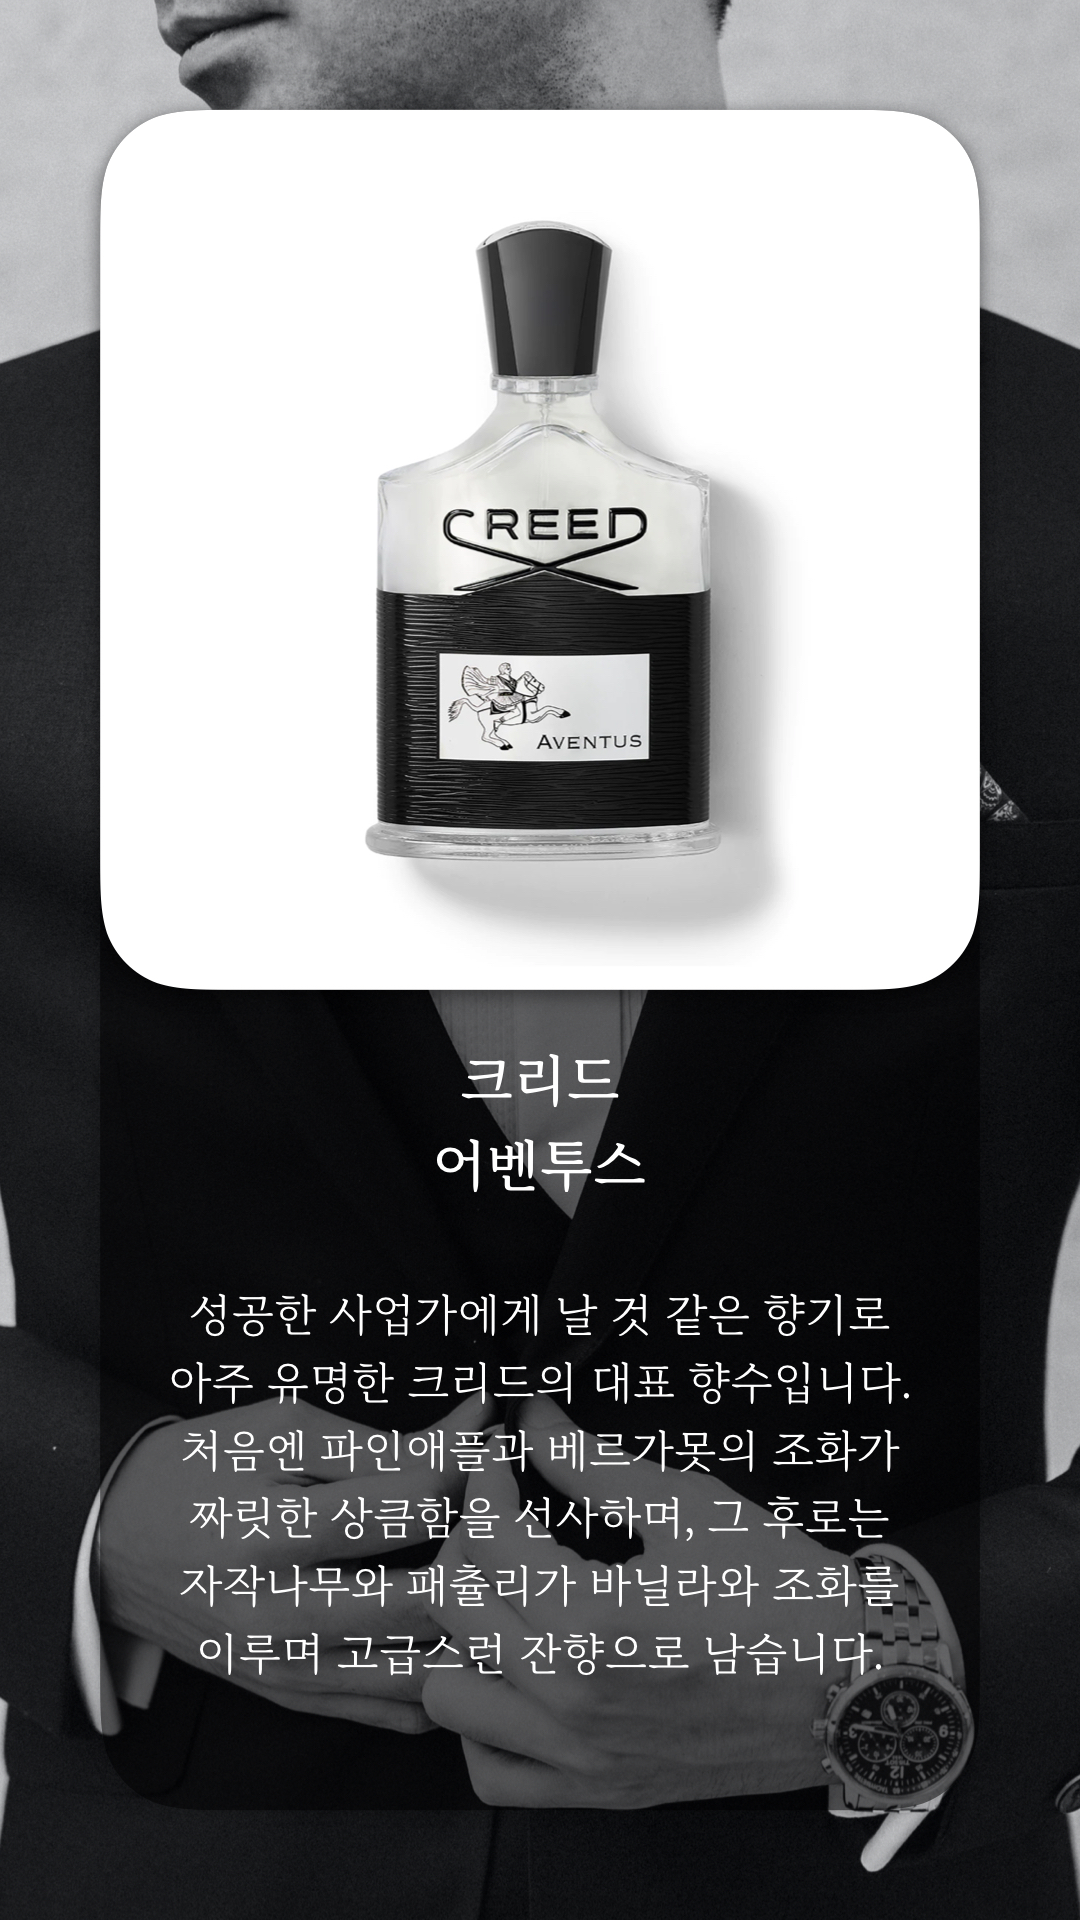 CREED
AVENTUS
크리드
어벤투스
성공한 사업가에게 날 것 같은 향기로
아주 유명한 크리드의 대표 향수입니다.
처음엔 파인애플과 베르가못의 조화가
짜릿한 상큼함을 선사하며, 그 후로는
자작나무와 패츌리가 바닐라와 조화를
이루며 고급스런 잔향으로 남습니다.